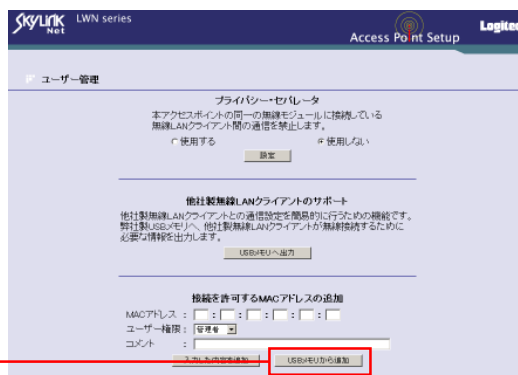 SKYLINK Net LWN series
Access Point Setup
Logitec
ユーザー管理
プライバシー・セパレータ
本アクセスポイントの同一の無線モジュールに接続している
無線LANクライアント間の通信を禁止します。
使用する 使用しない
設定
他社製無線LANクライアントのサポート
他社製無線LANクライアントとの通信設定を簡易的に行うための機能です。
弊社製USBメモリへ、他社製無線LANクライアントが無線接続するために
必要な情報を出力します。
USBメモリへ出力
接続を許可するMACアドレスの追加
MACアドレス : : : : : :
ユーザー権限 : 管理者
コメント :
入力した内容を追加 USBメモリから追加